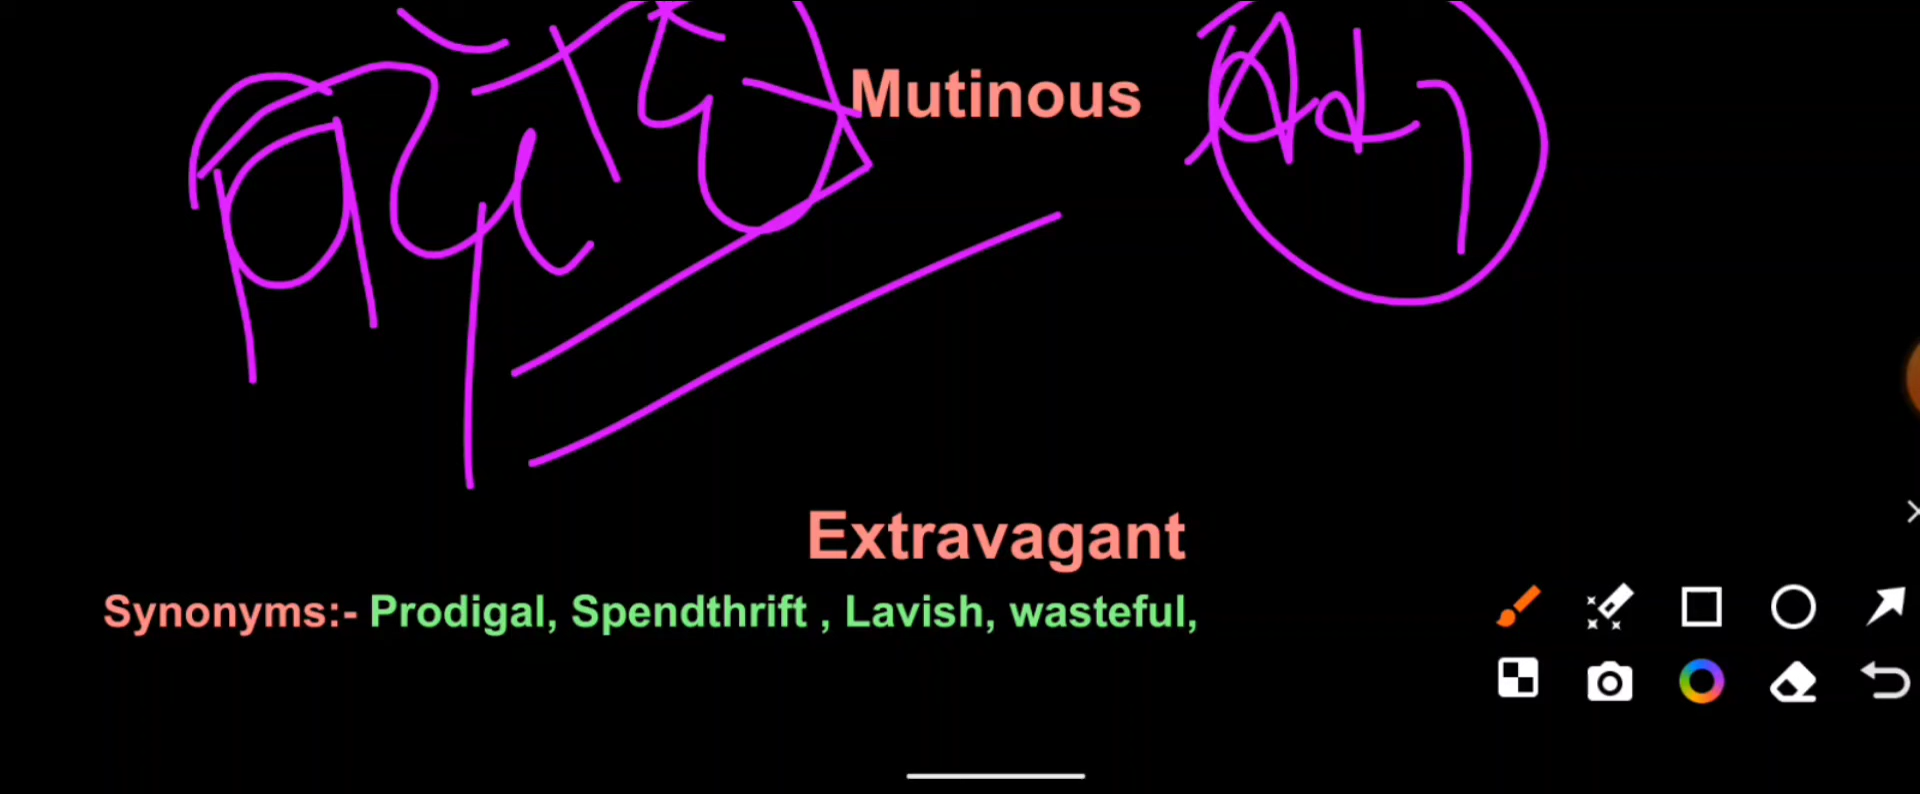 Mutinous Adj
Extravagant
Synonyms:- Prodigal, Spendthrift , Lavish, wasteful,